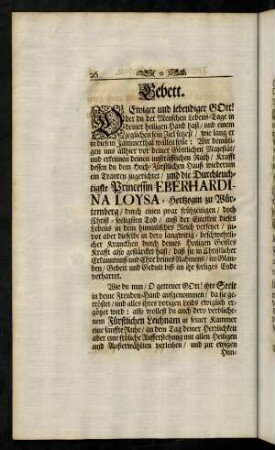 26
Gebett.
O Ewiger und lebendiger GOtt!
der du der Menschen Lebens-Tage in
deiner heiligen Hand hast / und einem
jeglichen sein Ziel setzest / wie lang er
in diesem Jammerthal wallen solle: Wir demüti-
gen uns allhier vor deiner Göttlichen Majestät /
und erkennen deinen unsträfflichen Rath / Krafft
dessen du dem Hoch-Fürstlichen Hauß widerum
ein Trauren zugerichtet / und die Durchleuch-
tigste Princessin EBERHARDI-
NA LOYSA, Hertzogin zu Wür-
temberg / durch einen zwar frühzeitigen / doch
Christ-seeligsten Tod / auß der Eitelkeit dieses
Lebens in dein himmlisches Reich versetzet / zu-
vor aber dieselbe in dero langwürig-beschwehrli-
cher Kranckheit durch deines Heiligen Geistes
Krafft also gestärcket hast / daß sie in Christlicher
Erkanntnuß und Ehre deines Nahmens / im Glau-
ben / Gebett und Gedult biß an ihr seeliges Ende
verharret.
Wie du nun / O getreuer GOtt! ihre Seele
in deine Freuden-Hand aufgenommen / da sie ge-
tröstet / und alles ihres vorigen Leids ewiglich er-
götzet wird: also wollest du auch dero verbliche-
nem Fürstlichen Leichnam in seiner Kammer
eine sanffte Ruhe / an dem Tag deiner Herrlichkeit
aber eine fröliche Aufferstehung mit allen Heiligen
und Außerwählten verleihen / und zur ewigen
Him-